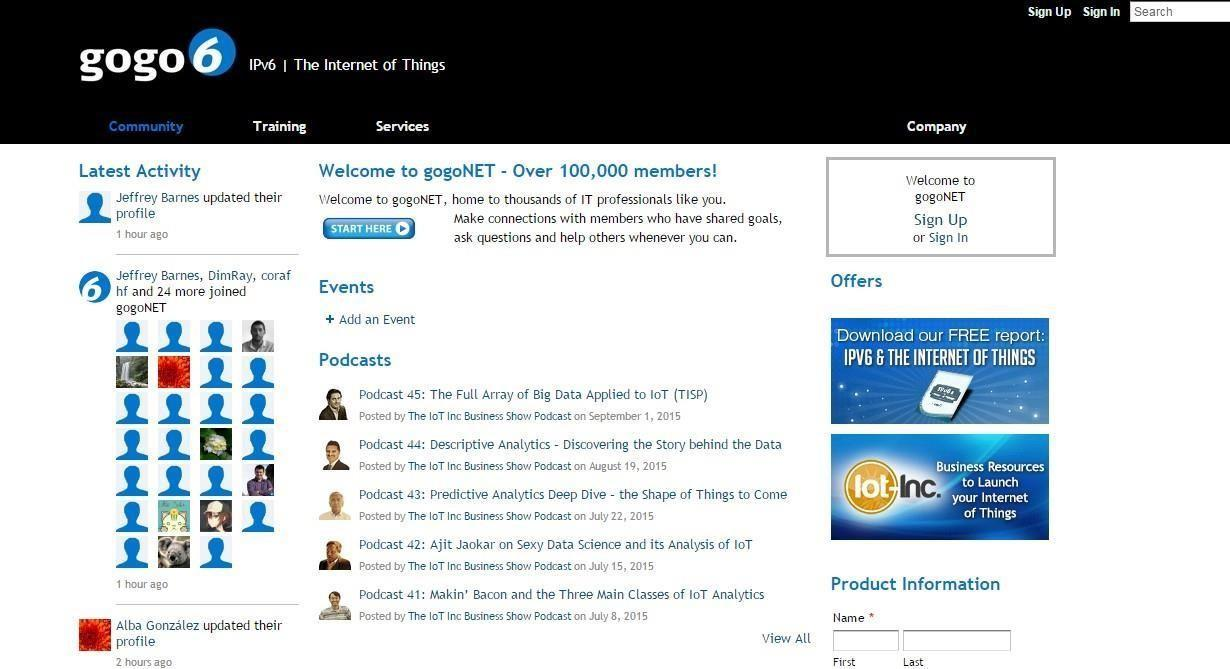 Sign Up Sign In Search
gogo6 IPv6 | The Internet of Things
Community Training Services Company
Latest Activity
Jeffrey Barnes updated their
profile
1 hour ago
Jeffrey Barnes, DimRay, coraf
hf and 24 more joined
gogoNET
1 hour ago
Alba González updated their
profile
2 hours ago
Welcome to gogoNET - Over 100,000 members!
Welcome to gogoNET, home to thousands of IT professionals like you.
START HERE
Make connections with members who have shared goals,
ask questions and help others whenever you can.
Events
+ Add an Event
Podcasts
Podcast 45: The Full Array of Big Data Applied to IoT (TISP)
Posted by The IoT Inc Business Show Podcast on September 1, 2015
Podcast 44: Descriptive Analytics - Discovering the Story behind the Data
Posted by The IoT Inc Business Show Podcast on August 19, 2015
Podcast 43: Predictive Analytics Deep Dive - the Shape of Things to Come
Posted by The IoT Inc Business Show Podcast on July 22, 2015
Podcast 42: Ajit Jaokar on Sexy Data Science and its Analysis of IoT
Posted by The IoT Inc Business Show Podcast on July 15, 2015
Podcast 41: Makin' Bacon and the Three Main Classes of IoT Analytics
Posted by The IoT Inc Business Show Podcast on July 8, 2015
View All
Welcome to
gogoNET
Sign Up
or Sign In
Offers
Download our FREE report:
IPV6 & THE INTERNET OF THINGS
Iot-Inc.
Business Resources
to Launch
your Internet
of Things
Product Information
Name *
First Last